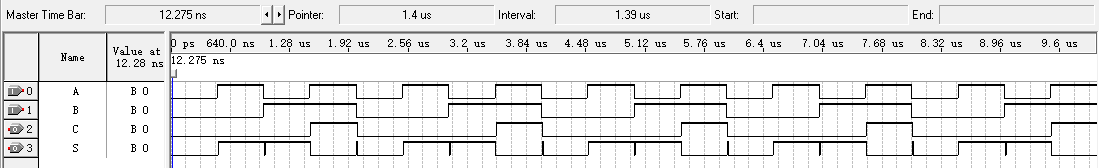 Master Time Bar: 12.275 ns Pointer: 1.4 us Interval: 1.39 us Start: End:
Name Value at 12.28 ns
0 ps 640.0 ns 1.28 us 1.92 us 2.56 us 3.2 us 3.84 us 4.48 us 5.12 us 5.76 us 6.4 us 7.04 us 7.68 us 8.32 us 8.96 us 9.6 us
12.275 ns
0 A B 0
1 B B 0
2 C B 0
3 S B 0